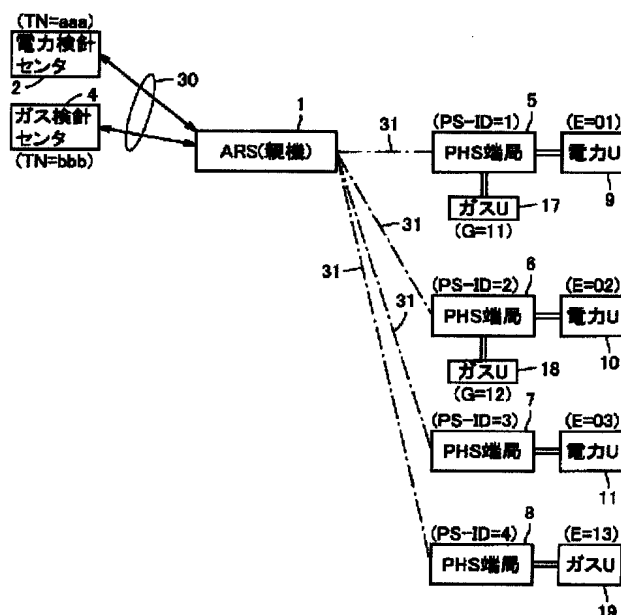 (TN=aaa)
電力検針
センタ
2
30
4
ガス検針
センタ
(TN=bbb)
1
ARS(親機)
31
(PS-ID=1)
5
(E=01)
PHS端局
電力U
9
ガスU
17
(G=11)
31
31
(PS-ID=2)
6
(E=02)
PHS端局
電力U
10
31
ガスU
18
(G=12)
(PS-ID=3)
7
(E=03)
PHS端局
電力U
11
(PS-ID=4)
8
(E=13)
PHS端局
ガスU
19